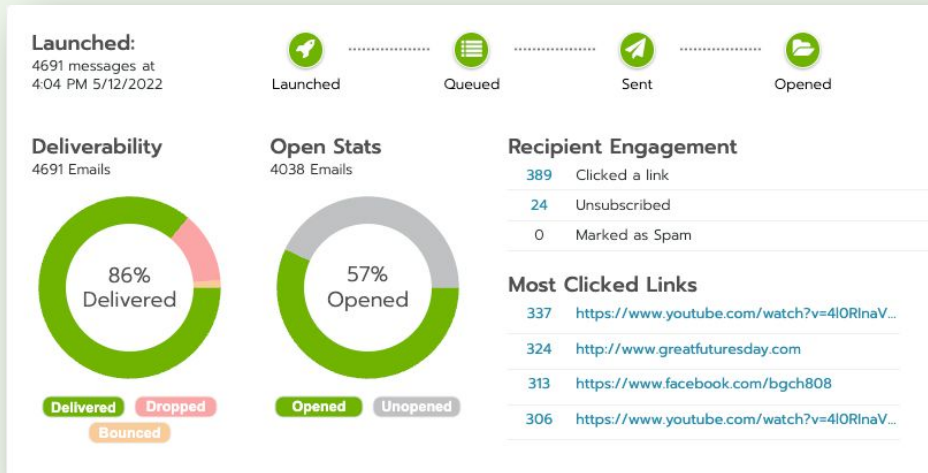 Launched:
4691 messages at
4:04 PM 5/12/2022
Launched
Queued
Sent
Opened
Deliverability
4691 Emails
86%
Delivered
Delivered
Dropped
Bounced
Open Stats
4038 Emails
57%
Opened
Opened
Unopened
Recipient Engagement
389 Clicked a link
24 Unsubscribed
0 Marked as Spam
Most Clicked Links
337 https://www.youtube.com/watch?v=4l0RlnaV...
324 http://www.greatfuturesday.com
313 https://www.facebook.com/bgch808
306 https://www.youtube.com/watch?v=4l0RlnaV...